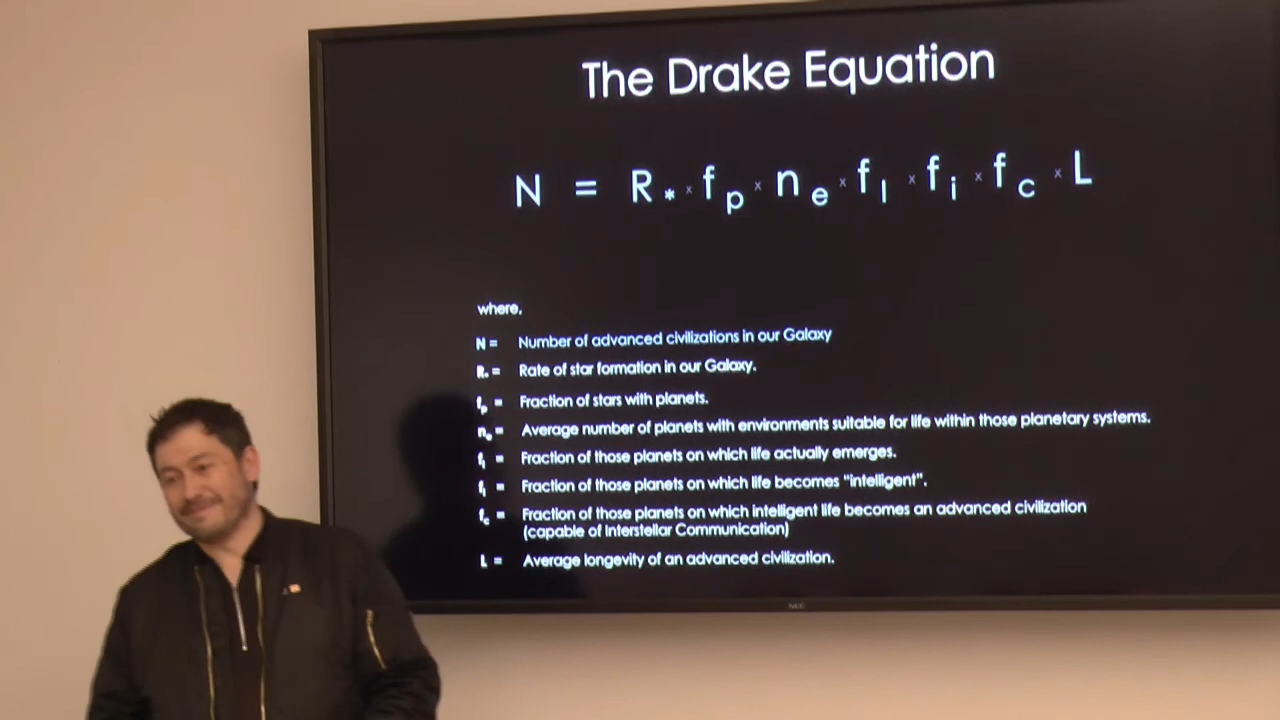 The Drake Equation
N = R* x fp x ne x fl x fi x fc x L
where,
N = Number of advanced civilizations in our Galaxy
R* = Rate of star formation in our Galaxy.
fp = Fraction of stars with planets.
ne = Average number of planets with environments suitable for life within those planetary systems.
fl = Fraction of those planets on which life actually emerges.
fi = Fraction of those planets on which life becomes "intelligent".
fc = Fraction of those planets on which intelligent life becomes an advanced civilization
(capable of Interstellar Communication)
L = Average longevity of an advanced civilization.
NEC